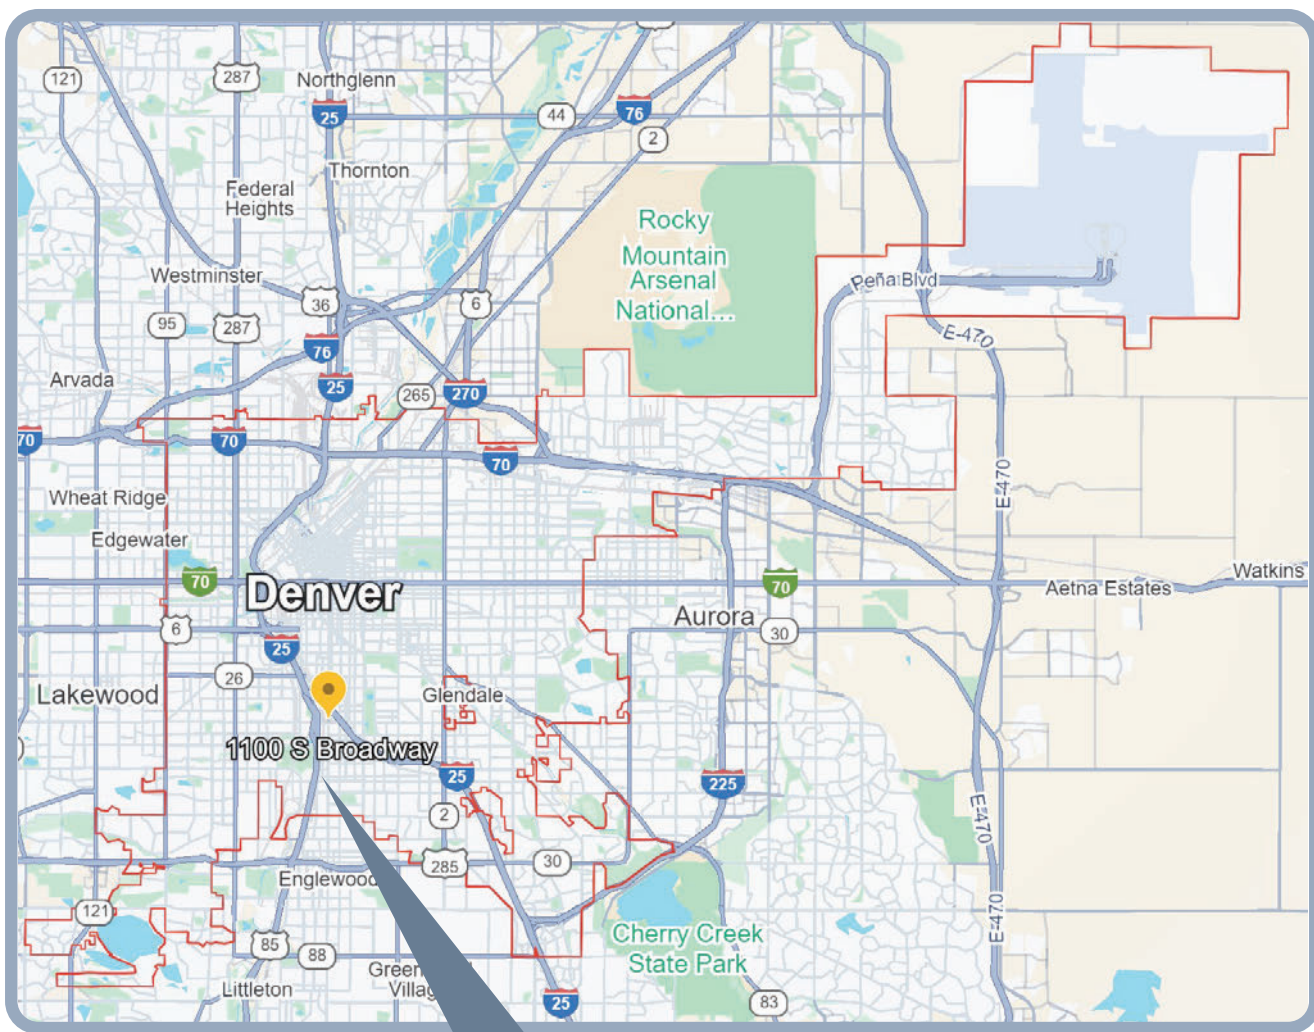 121
287
Northglenn
25
44
76
2
Thornton
Federal
Heights
Rocky
Mountain
Arsenal
National...
Westminster
36
6
Peña Blvd
95
287
76
E-470
Arvada
25
265
270
70
70
70
Wheat Ridge
E-470
Edgewater
70
Denver
70
Aetna Estates
Watkins
6
Aurora
30
25
26
Lakewood
Glendale
1100 S Broadway
25
225
2
E-470
285
30
Englewood
121
E-470
85
88
Cherry Creek
State Park
Littleton
25
83